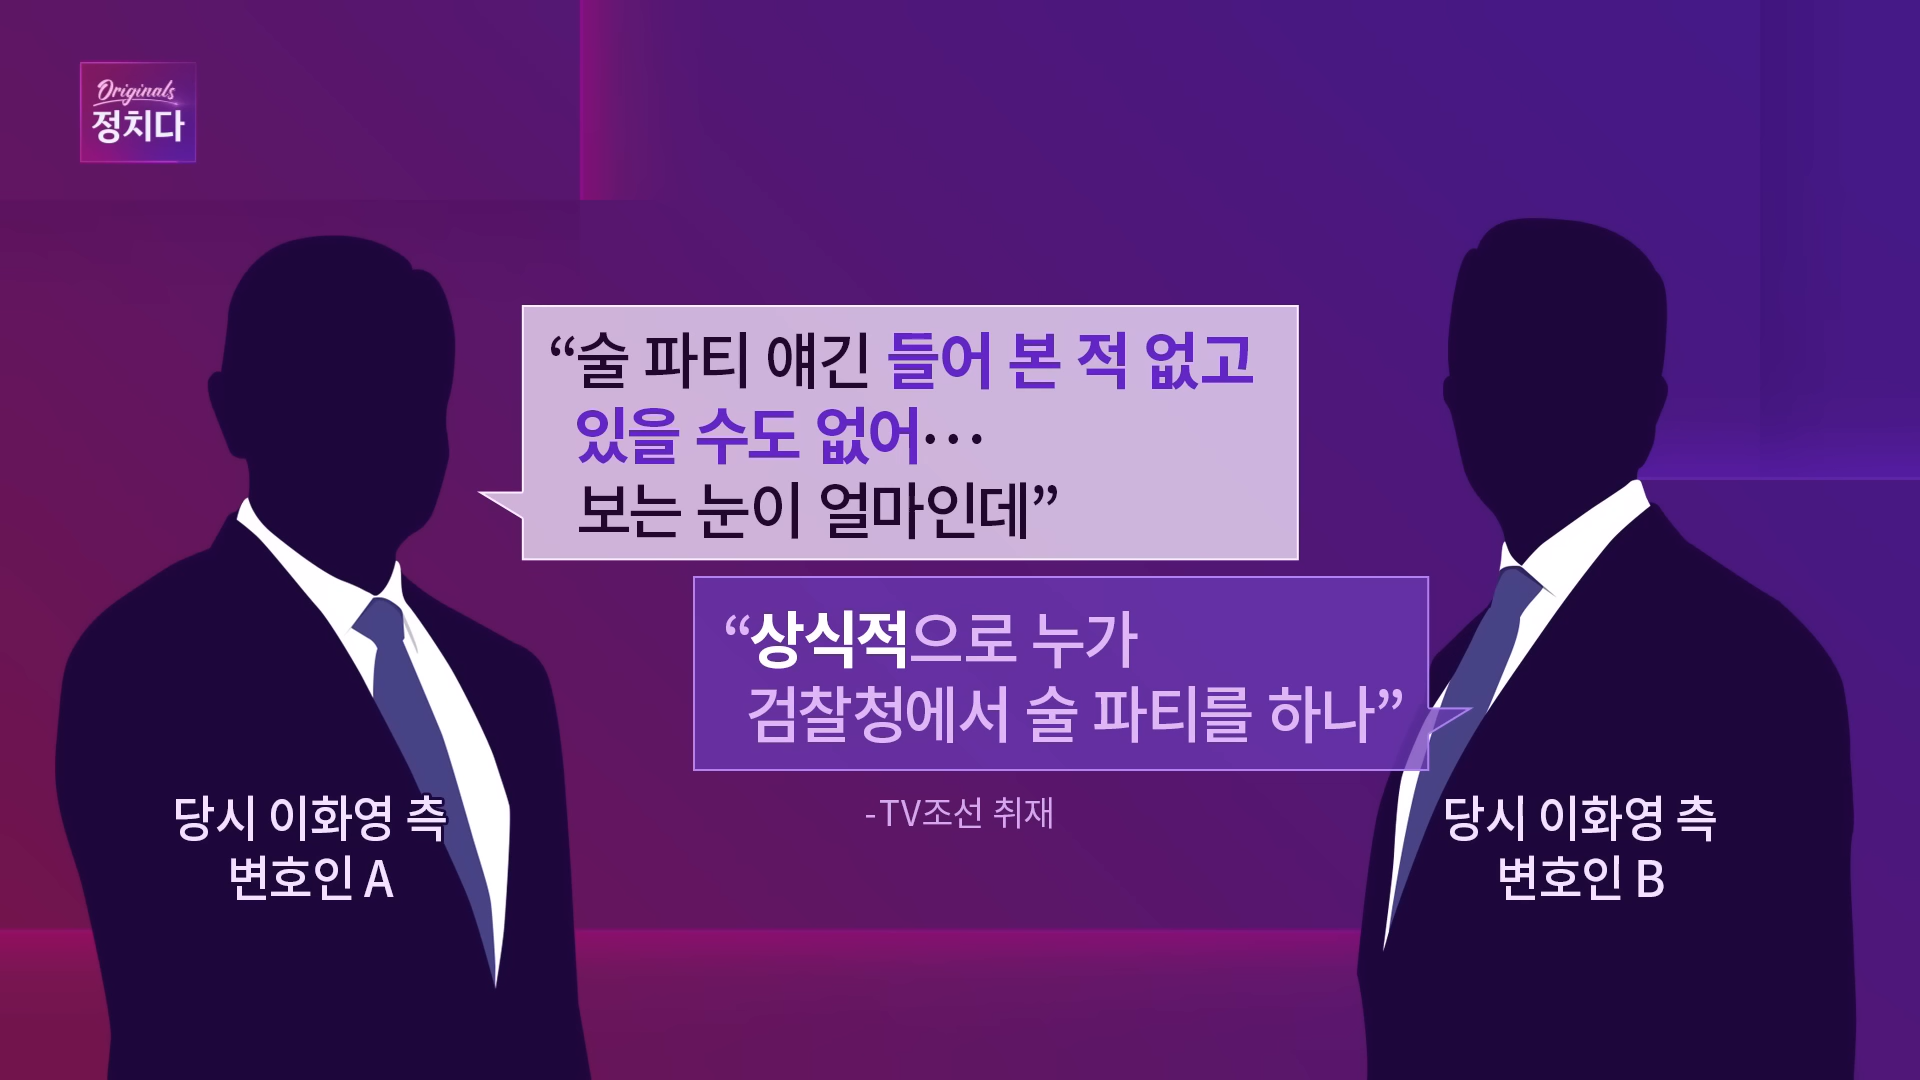 Originals
정치다
“술 파티 얘긴 들어 본 적 없고
있을 수도 없어…
보는 눈이 얼마인데”
“상식적으로 누가
검찰청에서 술 파티를 하나”
-TV조선 취재
당시 이화영 측
변호인 A
당시 이화영 측
변호인 B